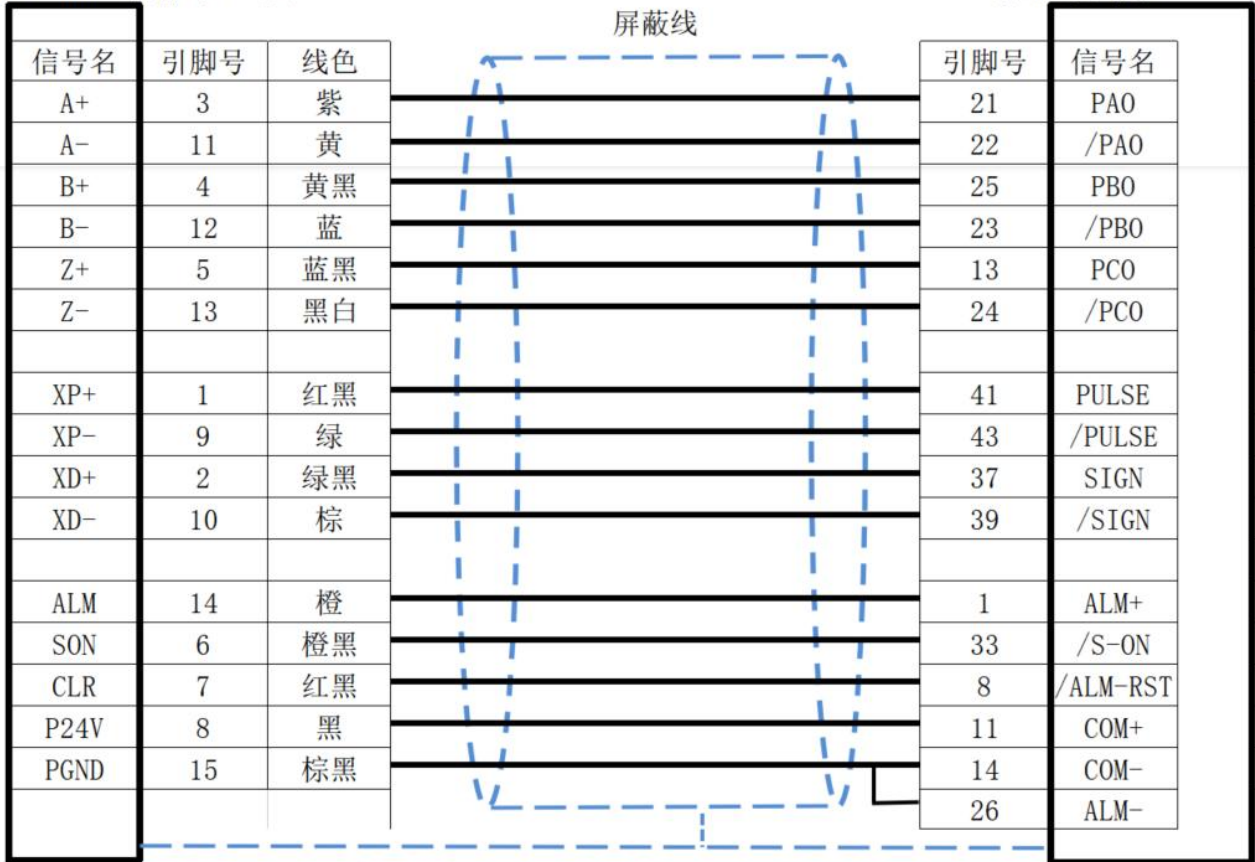 屏蔽线
信号名 引脚号 线色 引脚号 信号名
A+ 3 紫 21 PAO
A- 11 黄 22 /PAO
B+ 4 黄黑 25 PBO
B- 12 蓝 23 /PBO
Z+ 5 蓝黑 13 PCO
Z- 13 黑白 24 /PCO
XP+ 1 红黑 41 PULSE
XP- 9 绿 43 /PULSE
XD+ 2 绿黑 37 SIGN
XD- 10 棕 39 /SIGN
ALM 14 橙 1 ALM+
SON 6 橙黑 33 /S-ON
CLR 7 红黑 8 /ALM-RST
P24V 8 黑 11 COM+
PGND 15 棕黑 14 COM-
26 ALM-